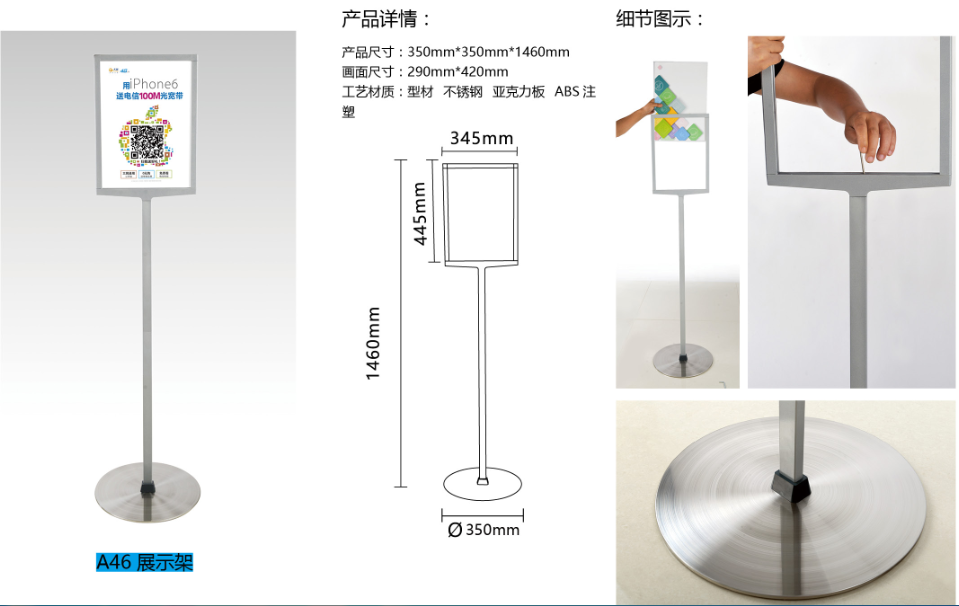 用iPhone6
送电信100M光宽带
A46 展示架
产品详情：
产品尺寸：350mm*350mm*1460mm
画面尺寸：290mm*420mm
工艺材质：型材 不锈钢 亚克力板 ABS 注
塑
345mm
445mm
1460mm
Ø 350mm
细节图示：